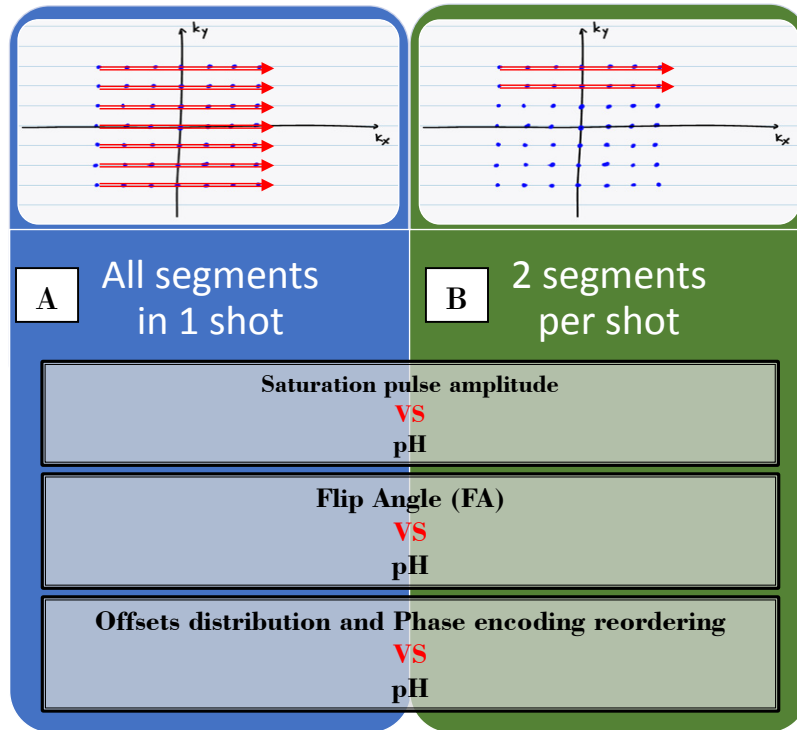 ky
kx
ky
kx
A
All segments
in 1 shot
B
2 segments
per shot
Saturation pulse amplitude
VS
pH
Flip Angle (FA)
VS
pH
Offsets distribution and Phase encoding reordering
VS
pH